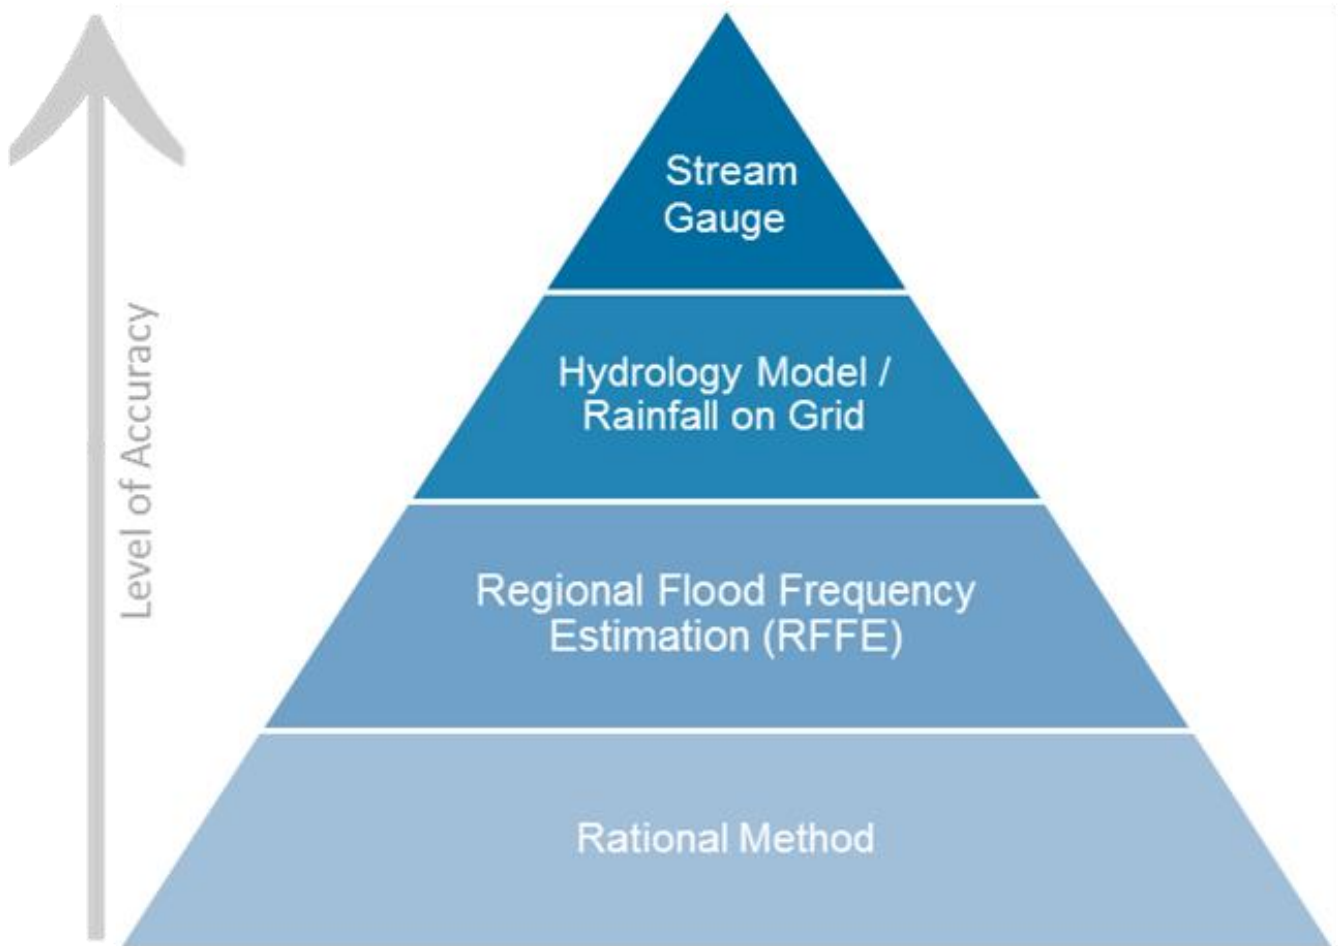 Stream
Gauge
Hydrology Model /
Rainfall on Grid
Regional Flood Frequency
Estimation (RFFE)
Rational Method
Level of Accuracy